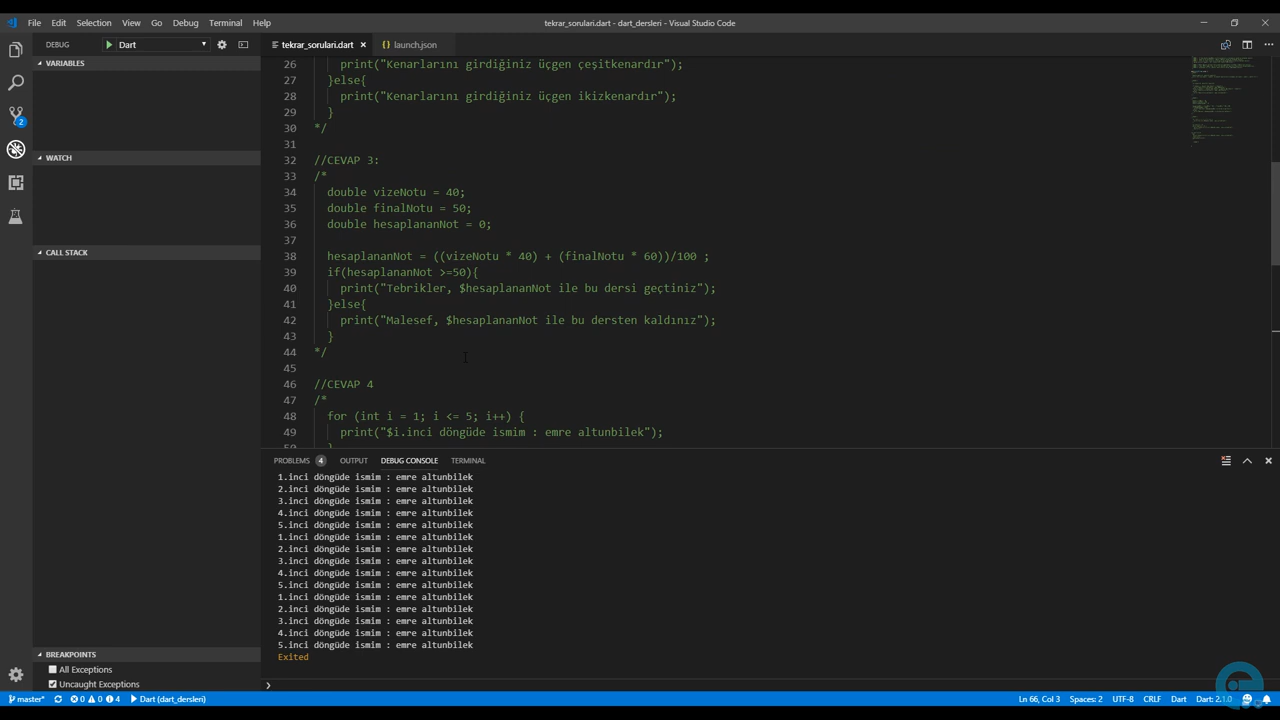 File Edit Selection View Go Debug Terminal Help
tekrar_sorulari.dart - dart_dersleri - Visual Studio Code
DEBUG Dart
tekrar_sorulari.dart launch.json
VARIABLES
WATCH
CALL STACK
BREAKPOINTS
All Exceptions
Uncaught Exceptions
26 print("Kenarlarını girdiğiniz üçgen çeşitkenardır");
27 }else{
28 print("Kenarlarını girdiğiniz üçgen ikizkenardır");
29 }
30 */
31
32 //CEVAP 3:
33 /*
34 double vizeNotu = 40;
35 double finalNotu = 50;
36 double hesaplananNot = 0;
37
38 hesaplananNot = ((vizeNotu * 40) + (finalNotu * 60))/100 ;
39 if(hesaplananNot >=50){
40 print("Tebrikler, $hesaplananNot ile bu dersi geçtiniz");
41 }else{
42 print("Malesef, $hesaplananNot ile bu dersten kaldınız");
43 }
44 */
45
46 //CEVAP 4
47 /*
48 for (int i = 1; i <= 5; i++) {
49 print("$i.inci döngüde ismim : emre altunbilek");
50 }
PROBLEMS 4 OUTPUT DEBUG CONSOLE TERMINAL
1.inci döngüde ismim : emre altunbilek
2.inci döngüde ismim : emre altunbilek
3.inci döngüde ismim : emre altunbilek
4.inci döngüde ismim : emre altunbilek
5.inci döngüde ismim : emre altunbilek
1.inci döngüde ismim : emre altunbilek
2.inci döngüde ismim : emre altunbilek
3.inci döngüde ismim : emre altunbilek
4.inci döngüde ismim : emre altunbilek
5.inci döngüde ismim : emre altunbilek
1.inci döngüde ismim : emre altunbilek
2.inci döngüde ismim : emre altunbilek
3.inci döngüde ismim : emre altunbilek
4.inci döngüde ismim : emre altunbilek
5.inci döngüde ismim : emre altunbilek
Exited
master* 0 0 4 Dart (dart_dersleri) Ln 66, Col 3 Spaces: 2 UTF-8 CRLF Dart Dart: 2.1.0